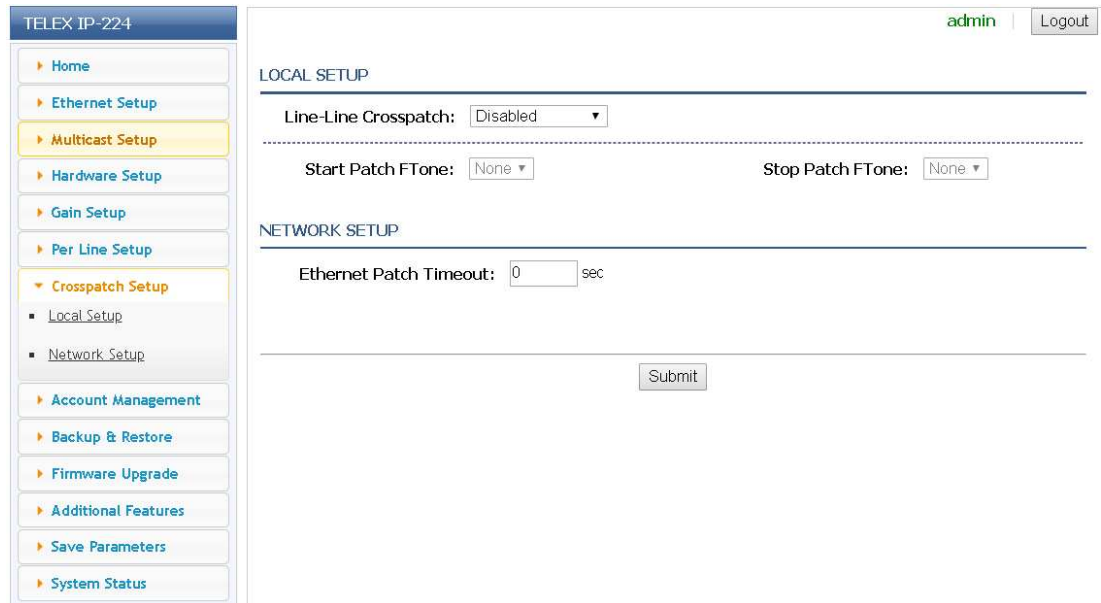 TELEX IP-224
Home
Ethernet Setup
Multicast Setup
Hardware Setup
Gain Setup
Per Line Setup
Crosspatch Setup
Local Setup
Network Setup
Account Management
Backup & Restore
Firmware Upgrade
Additional Features
Save Parameters
System Status
admin Logout
LOCAL SETUP
Line-Line Crosspatch: Disabled
Start Patch FTone: None Stop Patch FTone: None
NETWORK SETUP
Ethernet Patch Timeout: 0 sec
Submit